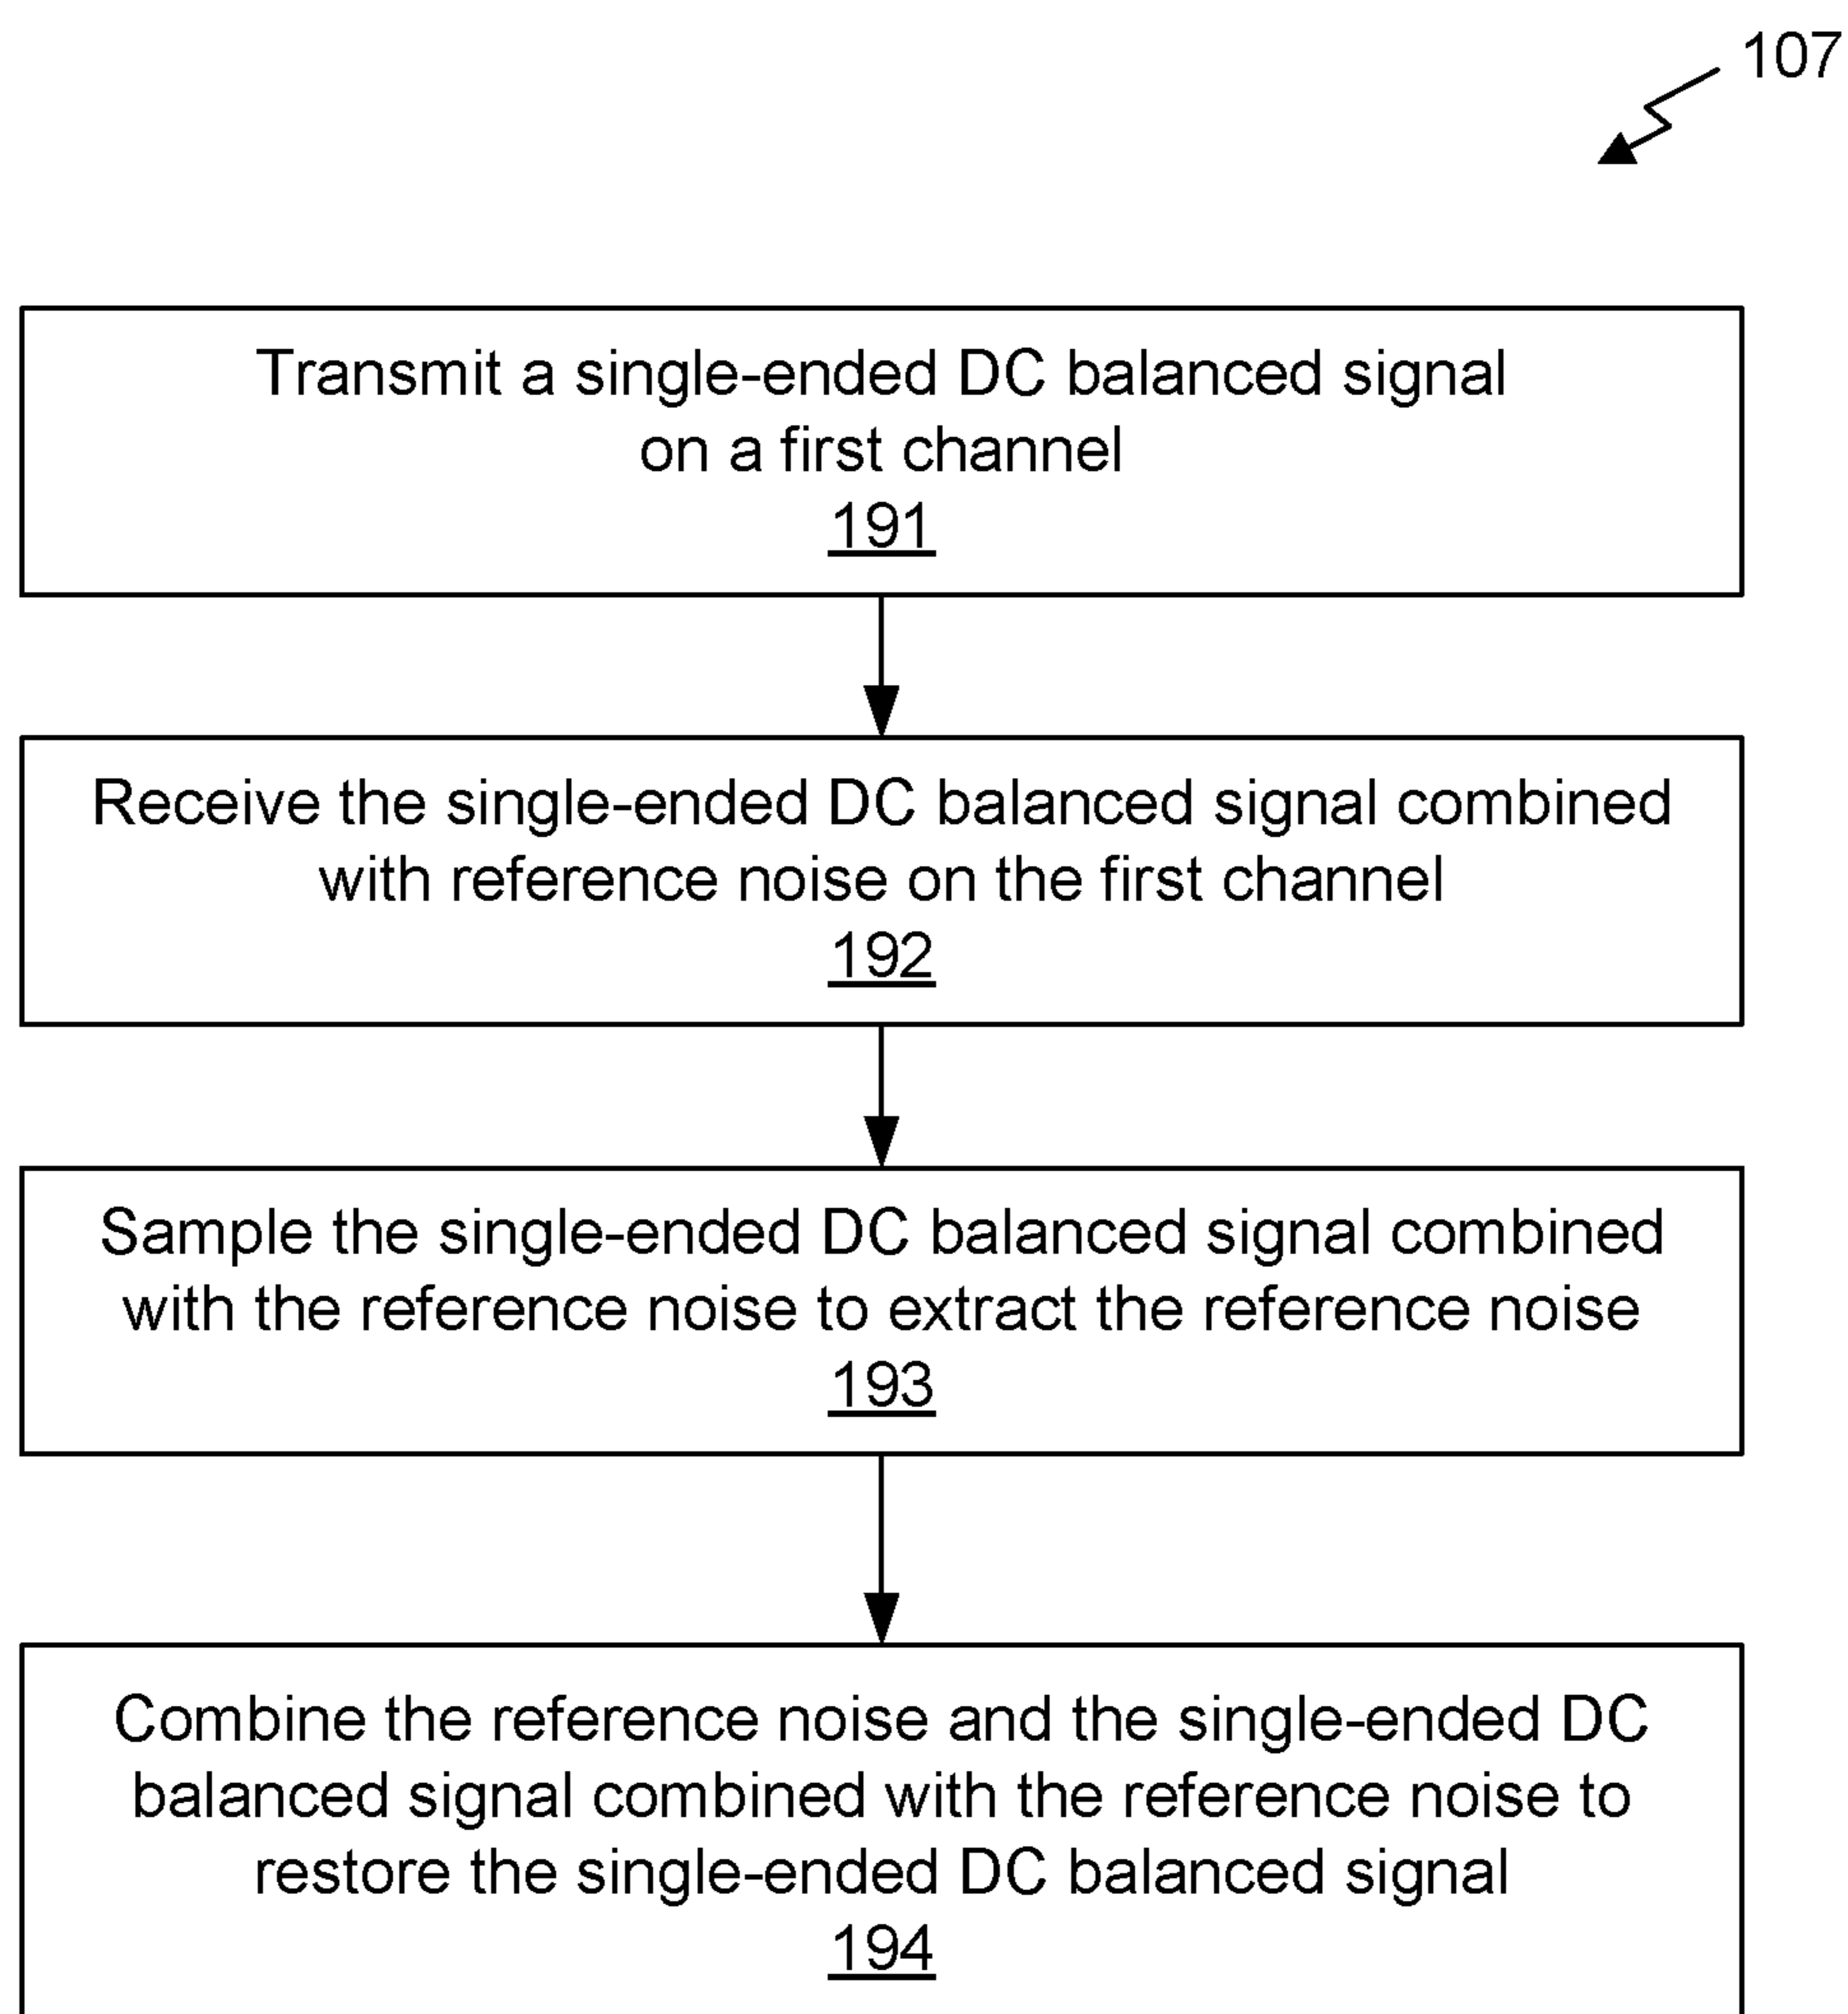 107
Transmit a single-ended DC balanced signal
on a first channel
191
Receive the single-ended DC balanced signal combined
with reference noise on the first channel
192
Sample the single-ended DC balanced signal combined
with the reference noise to extract the reference noise
193
Combine the reference noise and the single-ended DC
balanced signal combined with the reference noise to
restore the single-ended DC balanced signal
194